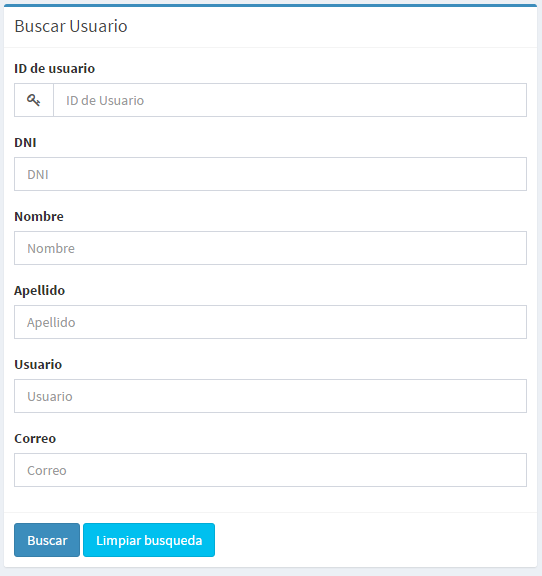 Buscar Usuario
ID de usuario
ID de Usuario
DNI
DNI
Nombre
Nombre
Apellido
Apellido
Usuario
Usuario
Correo
Correo
Buscar Limpiar busqueda